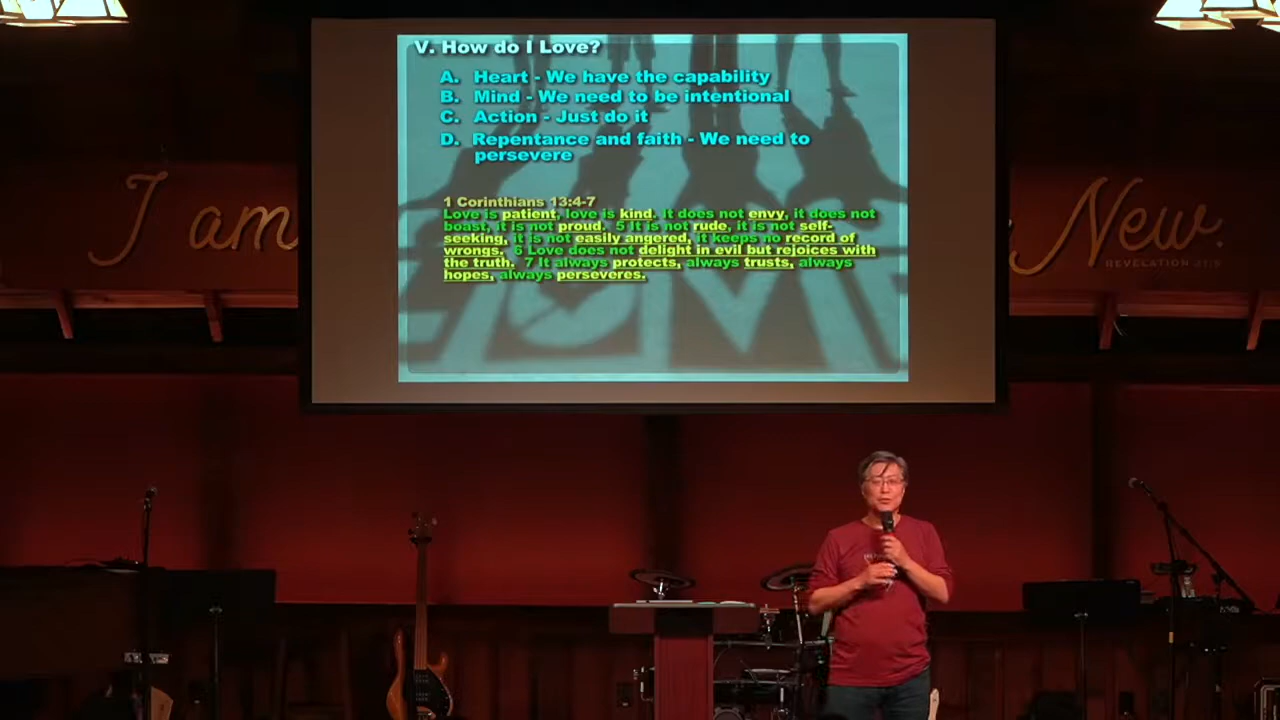 V. How do I Love?
A. Heart - We have the capability
B. Mind - We need to be intentional
C. Action - Just do it
D. Repentance and faith - We need to
persevere
1 Corinthians 13:4-7
Love is patient, love is kind. It does not envy, it does not
boast, it is not proud. 5 It is not rude, it is not self-
seeking, it is not easily angered, it keeps no record of
wrongs. 6 Love does not delight in evil but rejoices with
the truth. 7 It always protects, always trusts, always
hopes, always perseveres.
I am
New.
REVELATION 21:5